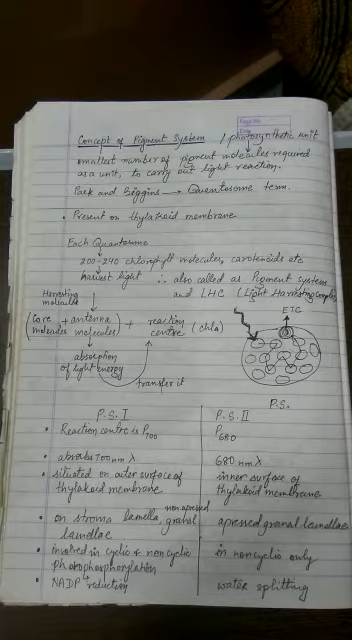 Page No.
Date
Concept of Pigment System / photosynthetic unit
smallest number of pigment molecules required
as a unit, to carry out light reaction.
Park and Biggins → Quantosome term.
• Present on thylakoid membrane
Each Quantosome
200-240 chlorophyll molecules, carotenoids etc
harvest light ∴ also called as Pigment system
and LHC (Light Harvesting Complex)
Harvesting
molecules
(core + antenna + reaction (chl a)
molecules molecules) centre
ETC
absorption
of light energy
transfer it
P.S.
P.S. I P.S. II
• Reaction centre is P700 P680
• absorbs 700nm λ 680 nm λ
• situated on outer surface of inner surface of
thylakoid membrane thylakoid membrane
non apressed
• on stroma lamella, granal apressed granal lamellae
lamellae
• involved in cyclic & non cyclic in noncyclic only
photophosphorylation
• NADP+ reduction water splitting